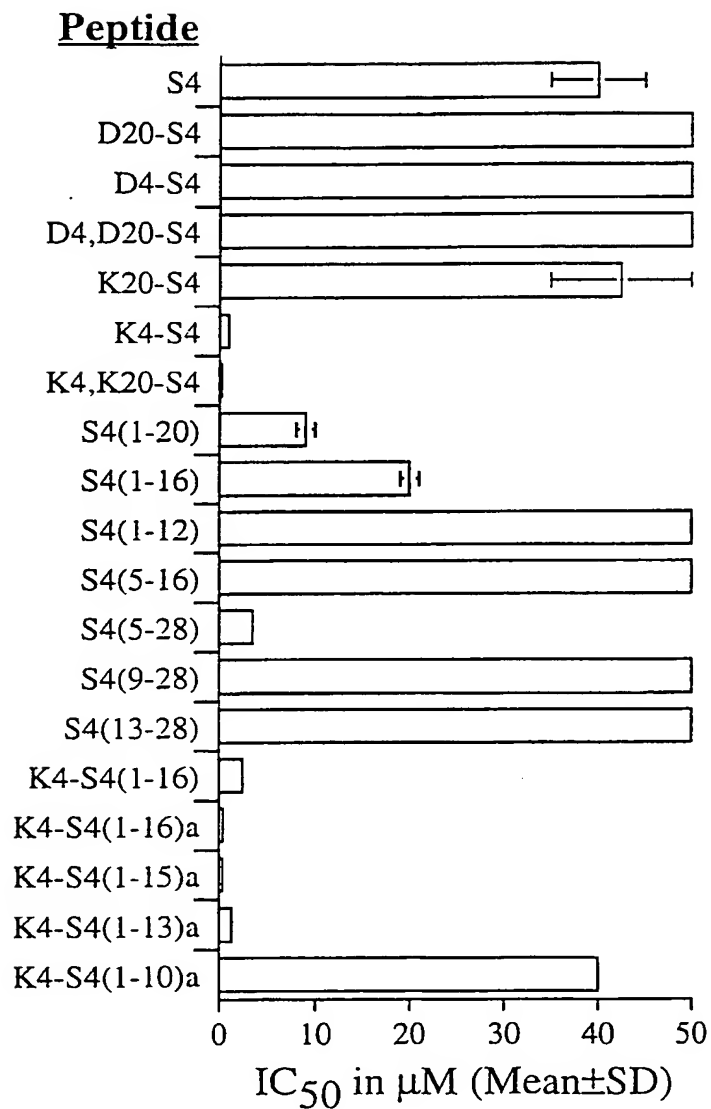 Peptide
S4
D20-S4
D4-S4
D4,D20-S4
K20-S4
K4-S4
K4,K20-S4
S4(1-20)
S4(1-16)
S4(1-12)
S4(5-16)
S4(5-28)
S4(9-28)
S4(13-28)
K4-S4(1-16)
K4-S4(1-16)a
K4-S4(1-15)a
K4-S4(1-13)a
K4-S4(1-10)a
0 10 20 30 40 50
IC50 in μM (Mean±SD)